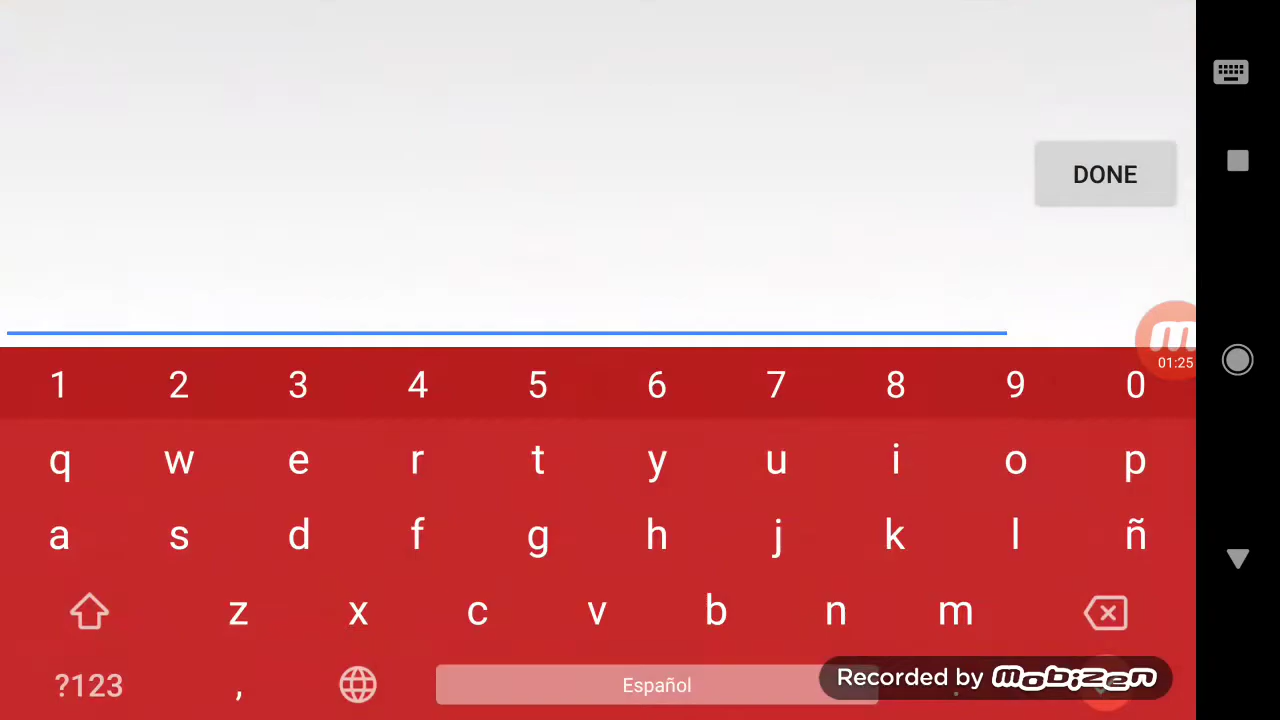 DONE
m
01:25
1 2 3 4 5 6 7 8 9 0
q w e r t y u i o p
a s d f g h j k l ñ
z x c v b n m
?123 , Español .
Recorded by mobizen